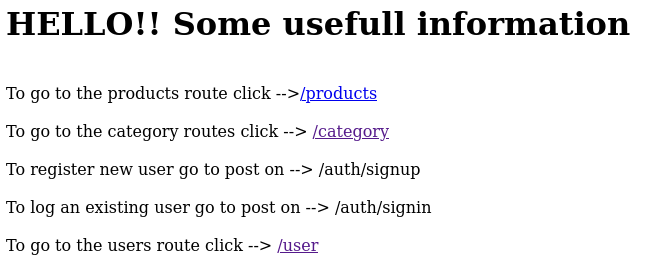 HELLO!! Some usefull information
To go to the products route click -->/products
To go to the category routes click --> /category
To register new user go to post on --> /auth/signup
To log an existing user go to post on --> /auth/signin
To go to the users route click --> /user